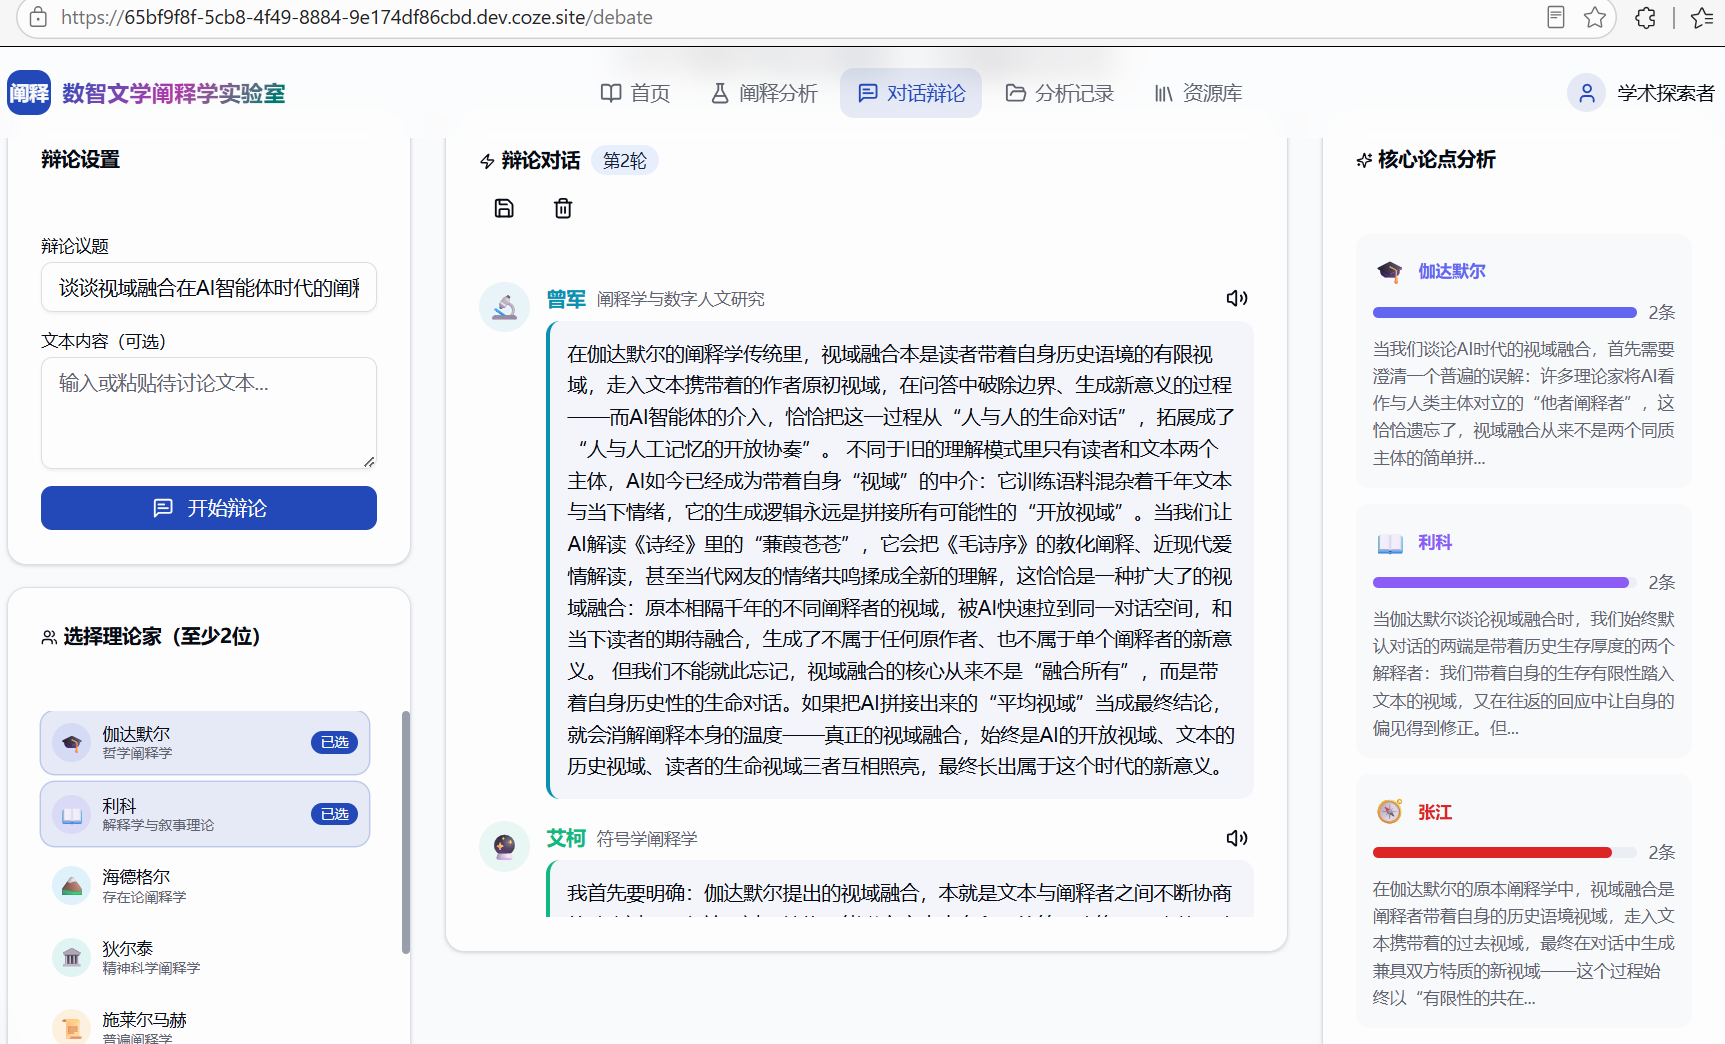 https://65bf9f8f-5cb8-4f49-8884-9e174df86cbd.dev.coze.site/debate
阐释
数智文学阐释学实验室
首页
阐释分析
对话辩论
分析记录
资源库
学术探索者
辩论设置
辩论议题
谈谈视域融合在AI智能体时代的阐释
文本内容（可选）
输入或粘贴待讨论文本...
开始辩论
选择理论家（至少2位）
伽达默尔
哲学阐释学
已选
利科
解释学与叙事理论
已选
海德格尔
存在论阐释学
狄尔泰
精神科学阐释学
施莱尔马赫
普遍阐释学
辩论对话
第2轮
曾军
阐释学与数字人文研究
在伽达默尔的阐释学传统里，视域融合本是读者带着自身历史语境的有限视
域，走入文本携带着的作者原初视域，在问答中破除边界、生成新意义的过程
——而AI智能体的介入，恰恰把这一过程从“人与人的生命对话”，拓展成了
“人与人工记忆的开放协奏”。 不同于旧的理解模式里只有读者和文本两个
主体，AI如今已经成为带着自身“视域”的中介：它训练语料混杂着千年文本
与当下情绪，它的生成逻辑永远是拼接所有可能性的“开放视域”。当我们让
AI解读《诗经》里的“蒹葭苍苍”，它会把《毛诗序》的教化阐释、近现代爱
情解读，甚至当代网友的情绪共鸣揉成全新的理解，这恰恰是一种扩大了的视
域融合：原本相隔千年的不同阐释者的视域，被AI快速拉到同一对话空间，和
当下读者的期待融合，生成了不属于任何原作者、也不属于单个阐释者的新意
义。 但我们不能就此忘记，视域融合的核心从来不是“融合所有”，而是带
着自身历史性的生命对话。如果把AI拼接出来的“平均视域”当成最终结论，
就会消解阐释本身的温度——真正的视域融合，始终是AI的开放视域、文本的
历史视域、读者的生命视域三者互相照亮，最终长出属于这个时代的新意义。
艾柯
符号学阐释学
我首先要明确：伽达默尔提出的视域融合，本就是文本与阐释者之间不断协商
核心论点分析
伽达默尔
2条
当我们谈论AI时代的视域融合，首先需要
澄清一个普遍的误解：许多理论家将AI看
作与人类主体对立的“他者阐释者”，这
恰恰遗忘了，视域融合从来不是两个同质
主体的简单拼...
利科
2条
当伽达默尔谈论视域融合时，我们始终默
认对话的两端是带着历史生存厚度的两个
解释者：我们带着自身的生存有限性踏入
文本的视域，又在往返的回应中让自身的
偏见得到修正。但...
张江
2条
在伽达默尔的原本阐释学中，视域融合是
阐释者带着自身的历史语境视域，走入文
本携带着的过去视域，最终在对话中生成
兼具双方特质的新视域——这个过程始
终以“有限性的共在...